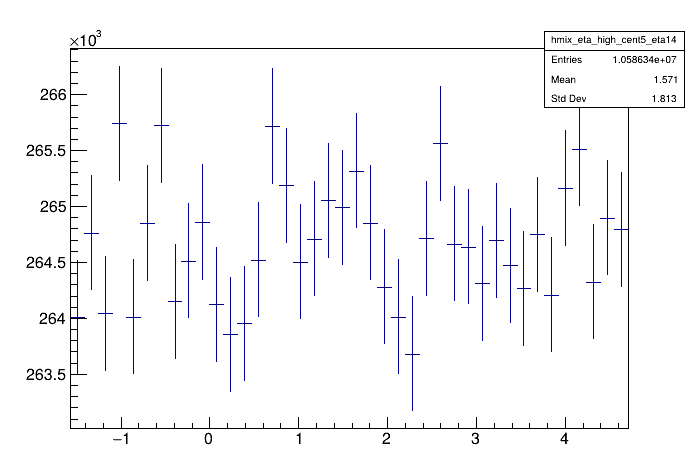 ×10³
hmix_eta_high_cent5_eta14
Entries 1.058634e+07
Mean 1.571
Std Dev 1.813
266
265.5
265
264.5
264
263.5
−1 0 1 2 3 4